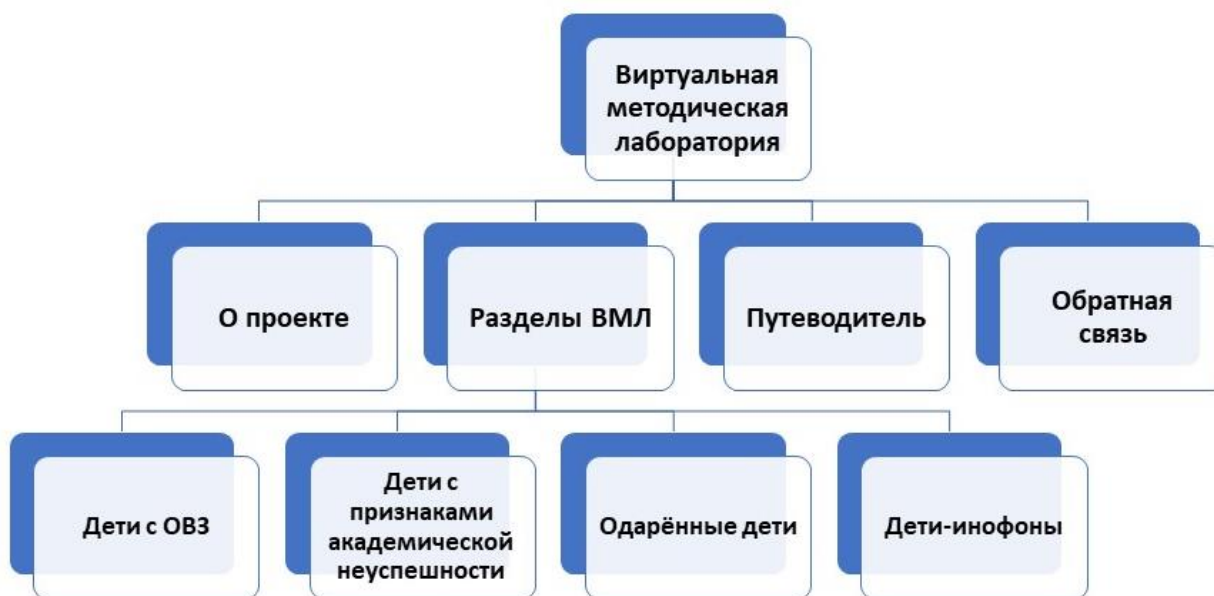 Виртуальная
методическая
лаборатория
О проекте
Разделы ВМЛ
Путеводитель
Обратная
связь
Дети с ОВЗ
Дети с
признаками
академической
неуспешности
Одарённые дети
Дети-инофоны